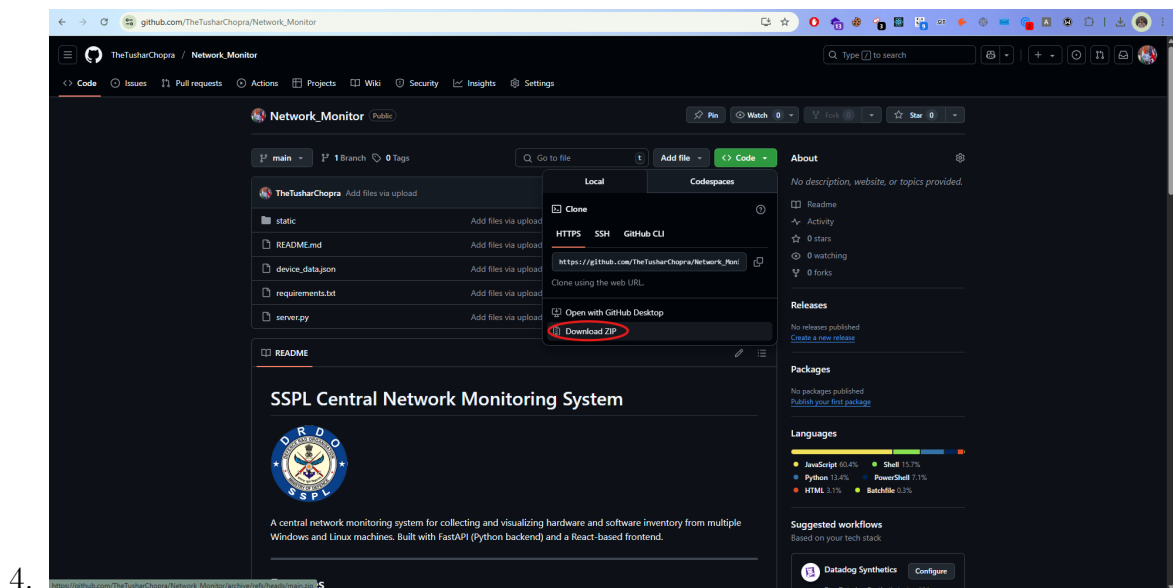 github.com/TheTusharChopra/Network_Monitor
TheTusharChopra / Network_Monitor
Type / to search
Code Issues Pull requests Actions Projects Wiki Security Insights Settings
Network_Monitor Public
Pin Watch 0 Fork 0 Star 0
main 1 Branch 0 Tags
Go to file t Add file Code
TheTusharChopra Add files via upload
static Add files via upload
README.md Add files via upload
device_data.json Add files via upload
requirements.txt Add files via upload
server.py Add files via upload
Local Codespaces
Clone
HTTPS SSH GitHub CLI
https://github.com/TheTusharChopra/Network_Moni
Clone using the web URL.
Open with GitHub Desktop
Download ZIP
About
No description, website, or topics provided.
Readme
Activity
0 stars
0 watching
0 forks
Releases
No releases published
Create a new release
Packages
No packages published
Publish your first package
Languages
JavaScript 60.4% Shell 15.7%
Python 13.4% PowerShell 7.1%
HTML 3.1% Batchfile 0.3%
Suggested workflows
Based on your tech stack
Datadog Synthetics Configure
README
SSPL Central Network Monitoring System
DRDO
SSPL
A central network monitoring system for collecting and visualizing hardware and software inventory from multiple
Windows and Linux machines. Built with FastAPI (Python backend) and a React-based frontend.
https://github.com/TheTusharChopra/Network_Monitor/archive/refs/heads/main.zip
4.